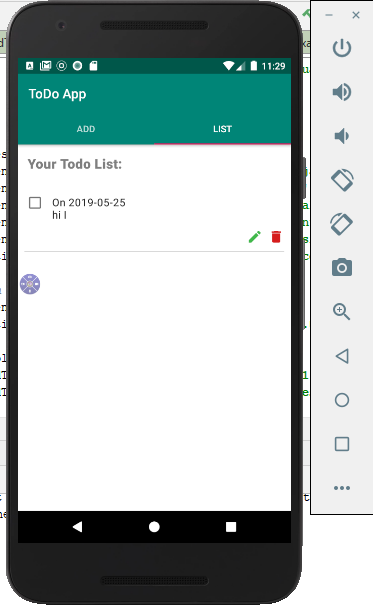 11:29
ToDo App
ADD
LIST
Your Todo List:
On 2019-05-25
hi I